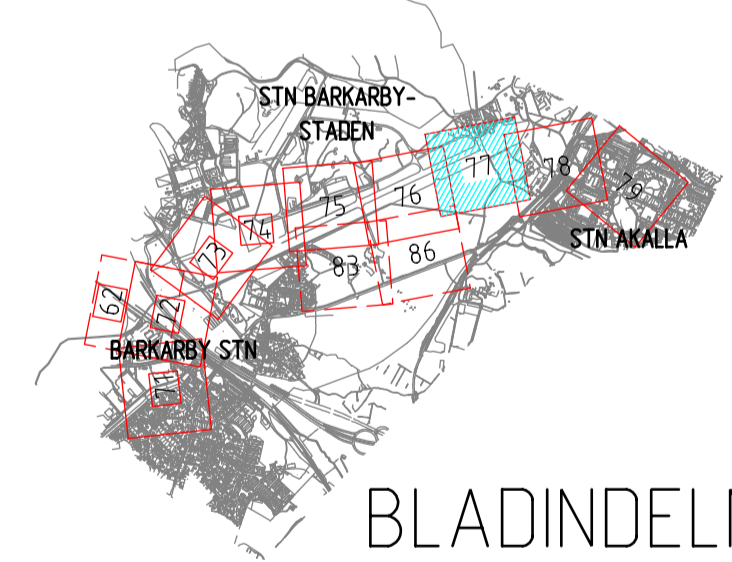 STN BARKARBY-
STADEN
77
78
79
76
75
74
STN AKALLA
86
83
73
62
72
BARKARBY STN
71
BLADINDELI